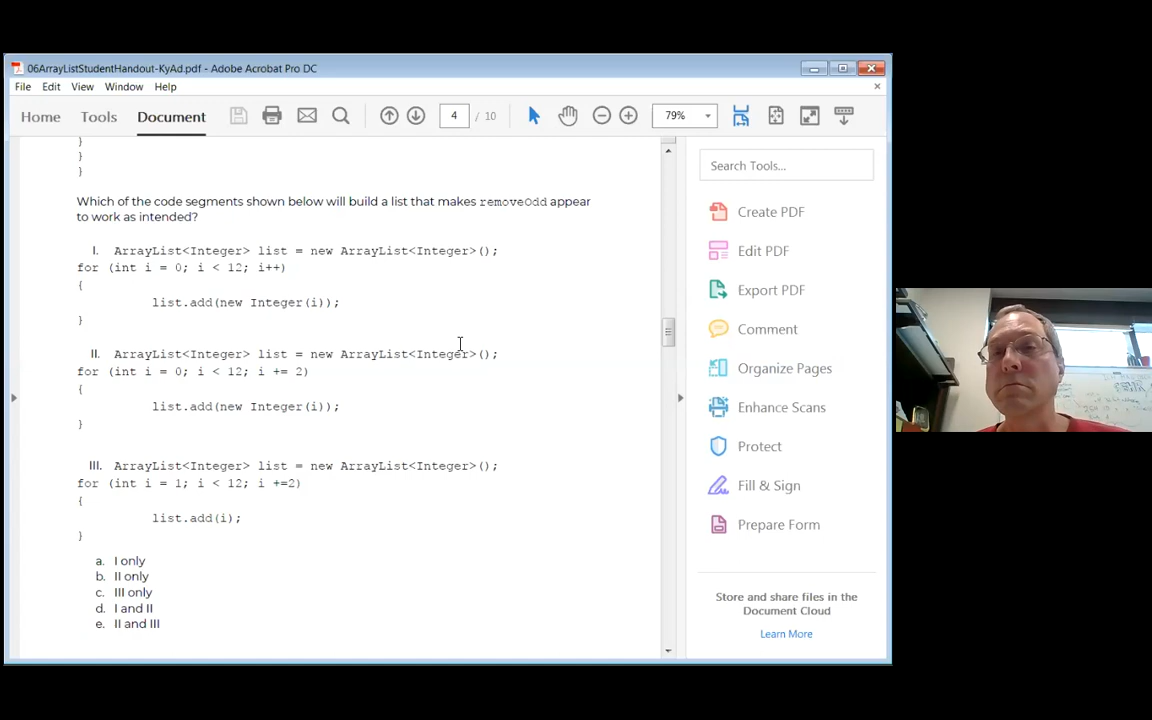 06ArrayListStudentHandout-KyAd.pdf - Adobe Acrobat Pro DC
File Edit View Window Help
Home Tools Document 4 / 10 79%
}
}
}
Which of the code segments shown below will build a list that makes removeOdd appear
to work as intended?
I. ArrayList<Integer> list = new ArrayList<Integer>();
for (int i = 0; i < 12; i++)
{
list.add(new Integer(i));
}
II. ArrayList<Integer> list = new ArrayList<Integer>();
for (int i = 0; i < 12; i += 2)
{
list.add(new Integer(i));
}
III. ArrayList<Integer> list = new ArrayList<Integer>();
for (int i = 1; i < 12; i +=2)
{
list.add(i);
}
a. I only
b. II only
c. III only
d. I and II
e. II and III
Search Tools...
Create PDF
Edit PDF
Export PDF
Comment
Organize Pages
Enhance Scans
Protect
Fill & Sign
Prepare Form
Store and share files in the
Document Cloud
Learn More